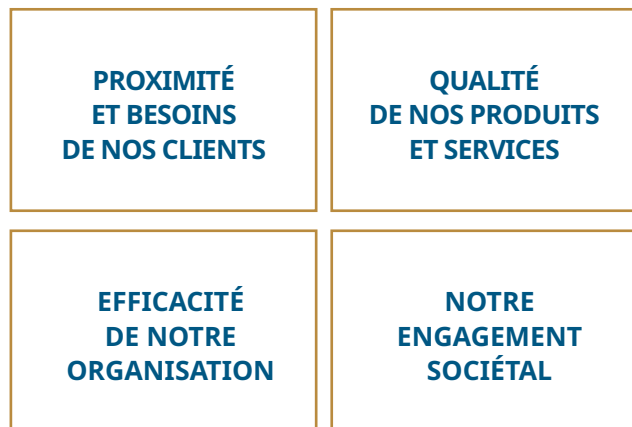 PROXIMITÉ
ET BESOINS
DE NOS CLIENTS
QUALITÉ
DE NOS PRODUITS
ET SERVICES
EFFICACITÉ
DE NOTRE
ORGANISATION
NOTRE
ENGAGEMENT
SOCIÉTAL